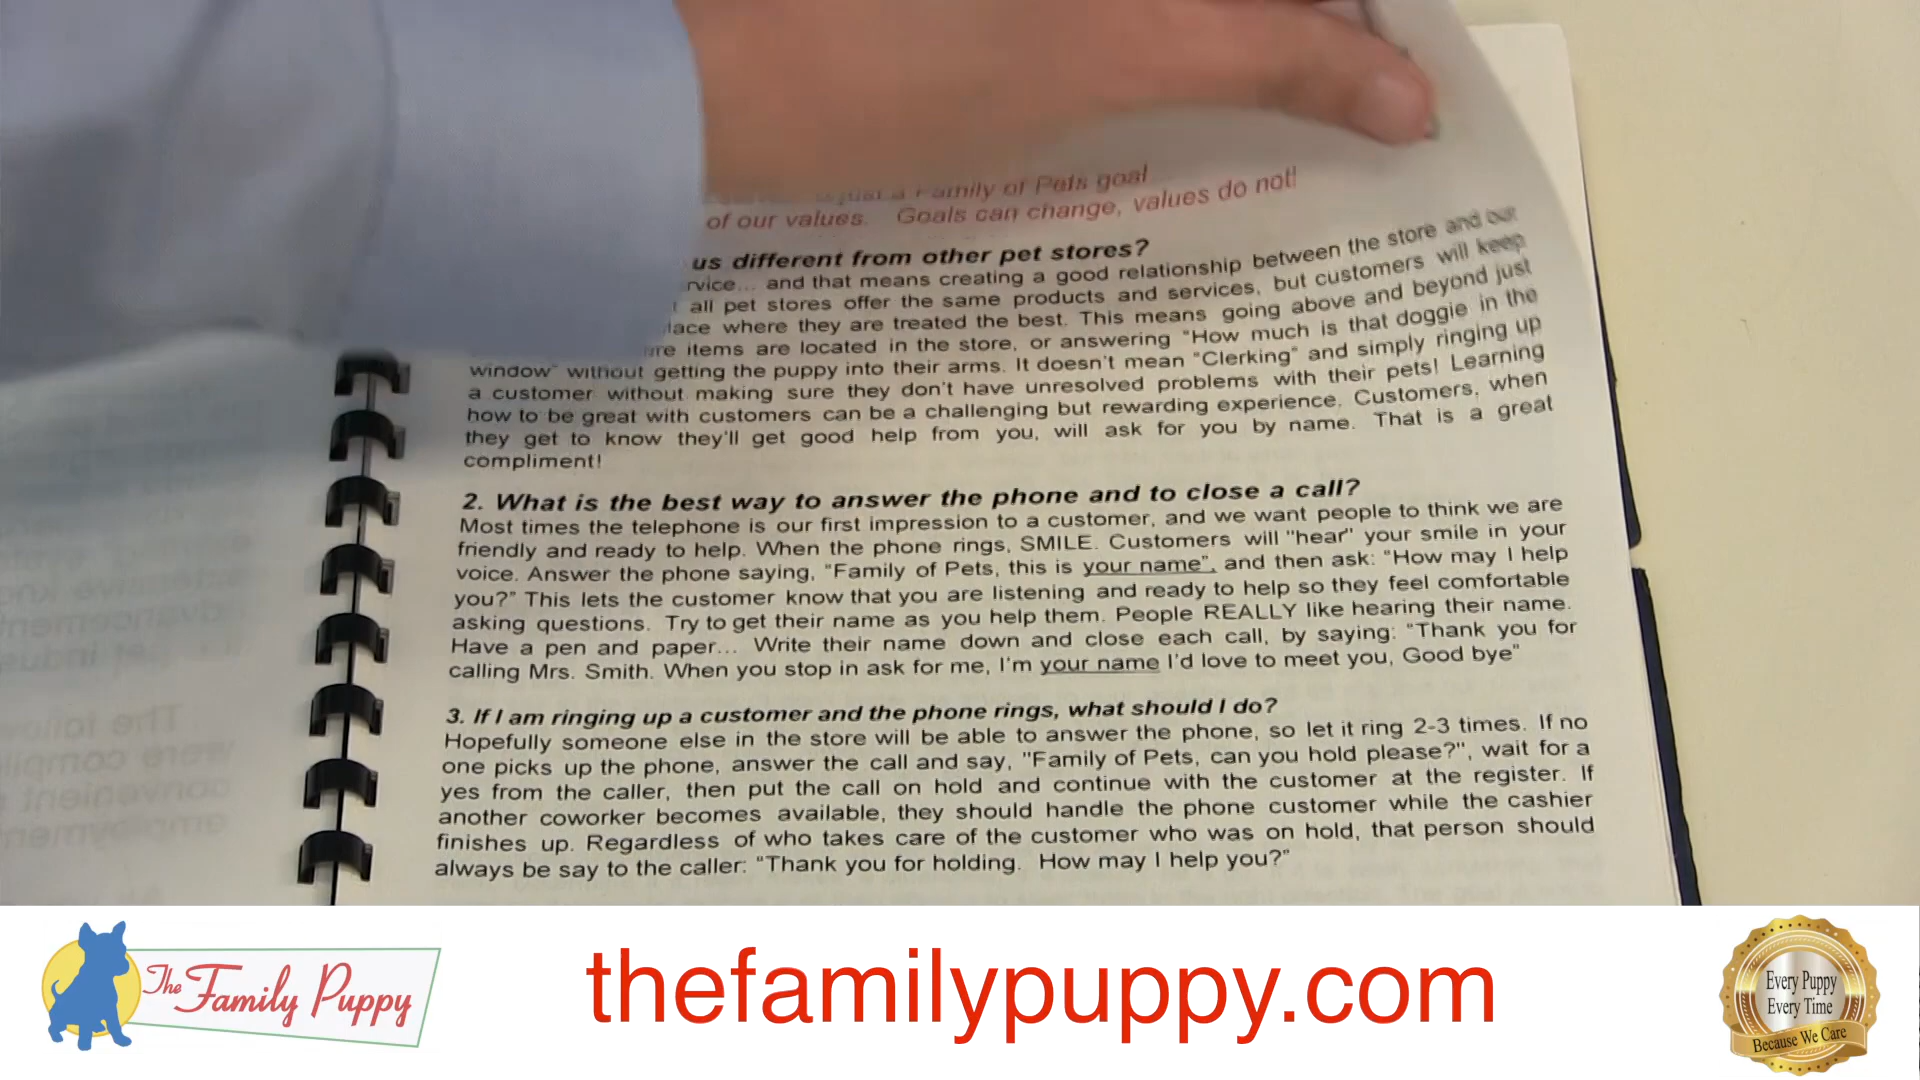 Family of Pets goal
of our values. Goals can change, values do not!
us different from other pet stores?
rvice... and that means creating a good relationship between the store and our
all pet stores offer the same products and services, but customers will keep
lace where they are treated the best. This means going above and beyond just
re items are located in the store, or answering "How much is that doggie in the
window" without getting the puppy into their arms. It doesn't mean "Clerking" and simply ringing up
a customer without making sure they don't have unresolved problems with their pets! Learning
how to be great with customers can be a challenging but rewarding experience. Customers, when
they get to know they'll get good help from you, will ask for you by name. That is a great
compliment!
2. What is the best way to answer the phone and to close a call?
Most times the telephone is our first impression to a customer, and we want people to think we are
friendly and ready to help. When the phone rings, SMILE. Customers will "hear" your smile in your
voice. Answer the phone saying, "Family of Pets, this is your name", and then ask: "How may I help
you?" This lets the customer know that you are listening and ready to help so they feel comfortable
asking questions. Try to get their name as you help them. People REALLY like hearing their name.
Have a pen and paper... Write their name down and close each call, by saying: "Thank you for
calling Mrs. Smith. When you stop in ask for me, I'm your name I'd love to meet you, Good bye"
3. If I am ringing up a customer and the phone rings, what should I do?
Hopefully someone else in the store will be able to answer the phone, so let it ring 2-3 times. If no
one picks up the phone, answer the call and say, "Family of Pets, can you hold please?", wait for a
yes from the caller, then put the call on hold and continue with the customer at the register. If
another coworker becomes available, they should handle the phone customer while the cashier
finishes up. Regardless of who takes care of the customer who was on hold, that person should
always be say to the caller: "Thank you for holding. How may I help you?"
The Family Puppy
thefamilypuppy.com
Every Puppy
Every Time
Because We Care